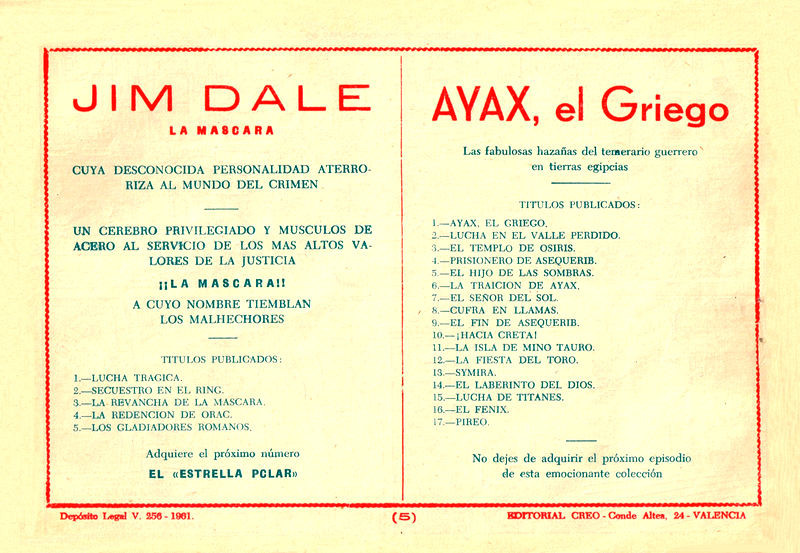 JIM DALE
LA MASCARA
CUYA DESCONOCIDA PERSONALIDAD ATERRO-
RIZA AL MUNDO DEL CRIMEN
UN CEREBRO PRIVILEGIADO Y MUSCULOS DE
ACERO AL SERVICIO DE LOS MAS ALTOS VA-
LORES DE LA JUSTICIA
¡¡LA MASCARA!!
A CUYO NOMBRE TIEMBLAN
LOS MALHECHORES
TITULOS PUBLICADOS:
1.—LUCHA TRAGICA.
2.—SECUESTRO EN EL RING.
3.—LA REVANCHA DE LA MASCARA.
4.—LA REDENCION DE ORAC.
5.—LOS GLADIADORES ROMANOS.
Adquiere el próximo número
EL «ESTRELLA POLAR»
AYAX, el Griego
Las fabulosas hazañas del temerario guerrero
en tierras egipcias
TITULOS PUBLICADOS:
1.—AYAX, EL GRIEGO.
2.—LUCHA EN EL VALLE PERDIDO.
3.—EL TEMPLO DE OSIRIS.
4.—PRISIONERO DE ASEQUERIB.
5.—EL HIJO DE LAS SOMBRAS.
6.—LA TRAICION DE AYAX.
7.—EL SEÑOR DEL SOL.
8.—CUFRA EN LLAMAS.
9.—EL FIN DE ASEQUERIB.
10.—¡HACIA CRETA!
11.—LA ISLA DE MINO TAURO.
12.—LA FIESTA DEL TORO.
13.—SYMIRA.
14.—EL LABERINTO DEL DIOS.
15.—LUCHA DE TITANES.
16.—EL FENIX.
17.—PIREO.
No dejes de adquirir el próximo episodio
de esta emocionante colección
Depósito Legal V. 256 - 1961.
(5)
EDITORIAL CREO - Conde Altea, 24 - VALENCIA